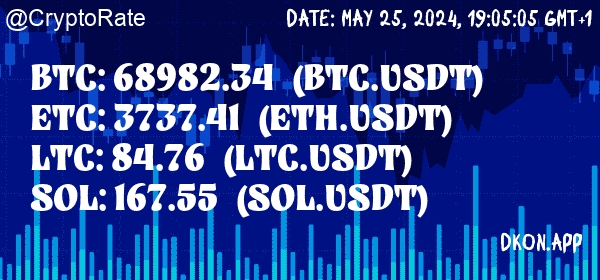 @CryptoRate
DATE: MAY 25, 2024, 19:05:05 GMT+1
BTC: 68982.34 (BTC.USDT)
ETC: 3737.41 (ETH.USDT)
LTC: 84.76 (LTC.USDT)
SOL: 167.55 (SOL.USDT)
DKON.APP